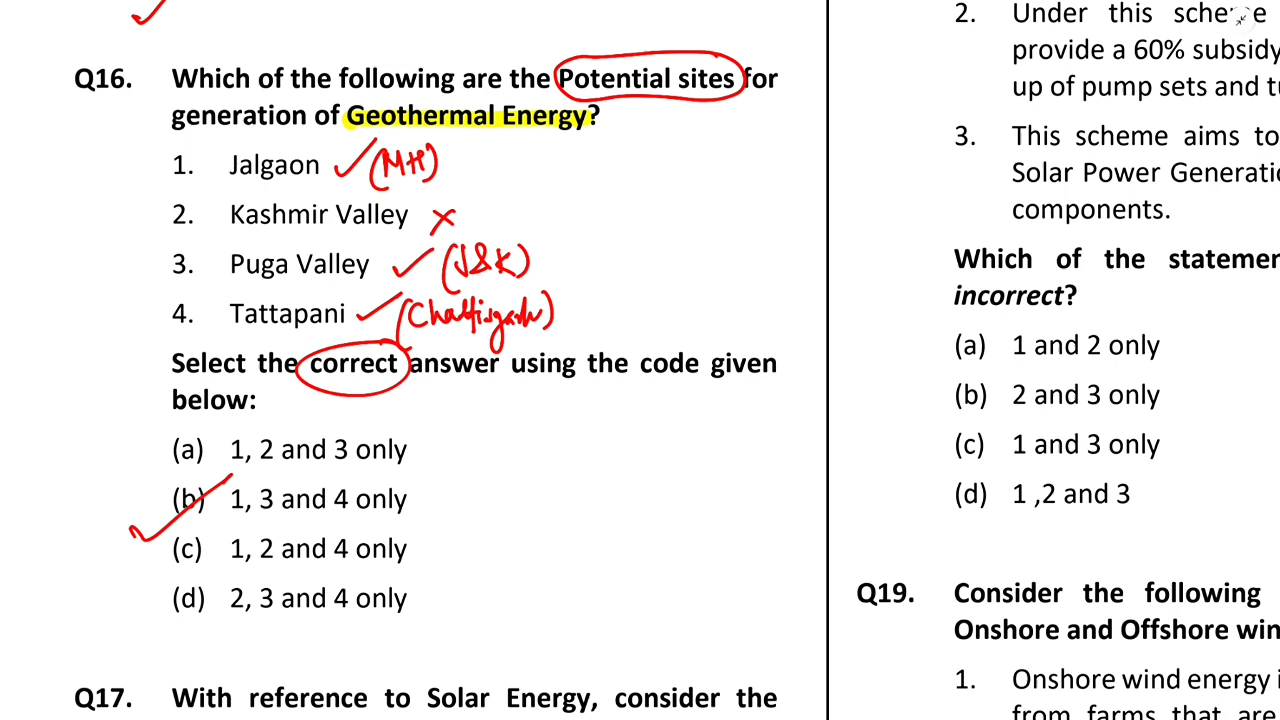 Q16. Which of the following are the Potential sites for
generation of Geothermal Energy?
1. Jalgaon (MH)
2. Kashmir Valley
3. Puga Valley (J&K)
4. Tattapani (Chattisgarh)
Select the correct answer using the code given
below:
(a) 1, 2 and 3 only
(b) 1, 3 and 4 only
(c) 1, 2 and 4 only
(d) 2, 3 and 4 only
Q17. With reference to Solar Energy, consider the
2. Under this scheme
provide a 60% subsidy
up of pump sets and
3. This scheme aims to
Solar Power
components.
Which of the
incorrect?
(a) 1 and 2 only
(b) 2 and 3 only
(c) 1 and 3 only
(d) 1 ,2 and 3
Q19. Consider the following
Onshore and Offshore
1. Onshore wind energy
from farms that are